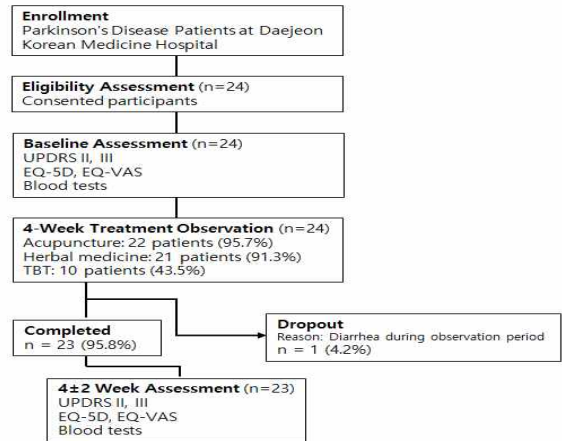 Enrollment
Parkinson's Disease Patients at Daejeon
Korean Medicine Hospital
Eligibility Assessment (n=24)
Consented participants
Baseline Assessment (n=24)
UPDRS II, III
EQ-5D, EQ-VAS
Blood tests
4-Week Treatment Observation (n=24)
Acupuncture: 22 patients (95.7%)
Herbal medicine: 21 patients (91.3%)
TBT: 10 patients (43.5%)
Completed
n = 23 (95.8%)
Dropout
Reason: Diarrhea during observation period
n = 1 (4.2%)
4±2 Week Assessment (n=23)
UPDRS II, III
EQ-5D, EQ-VAS
Blood tests